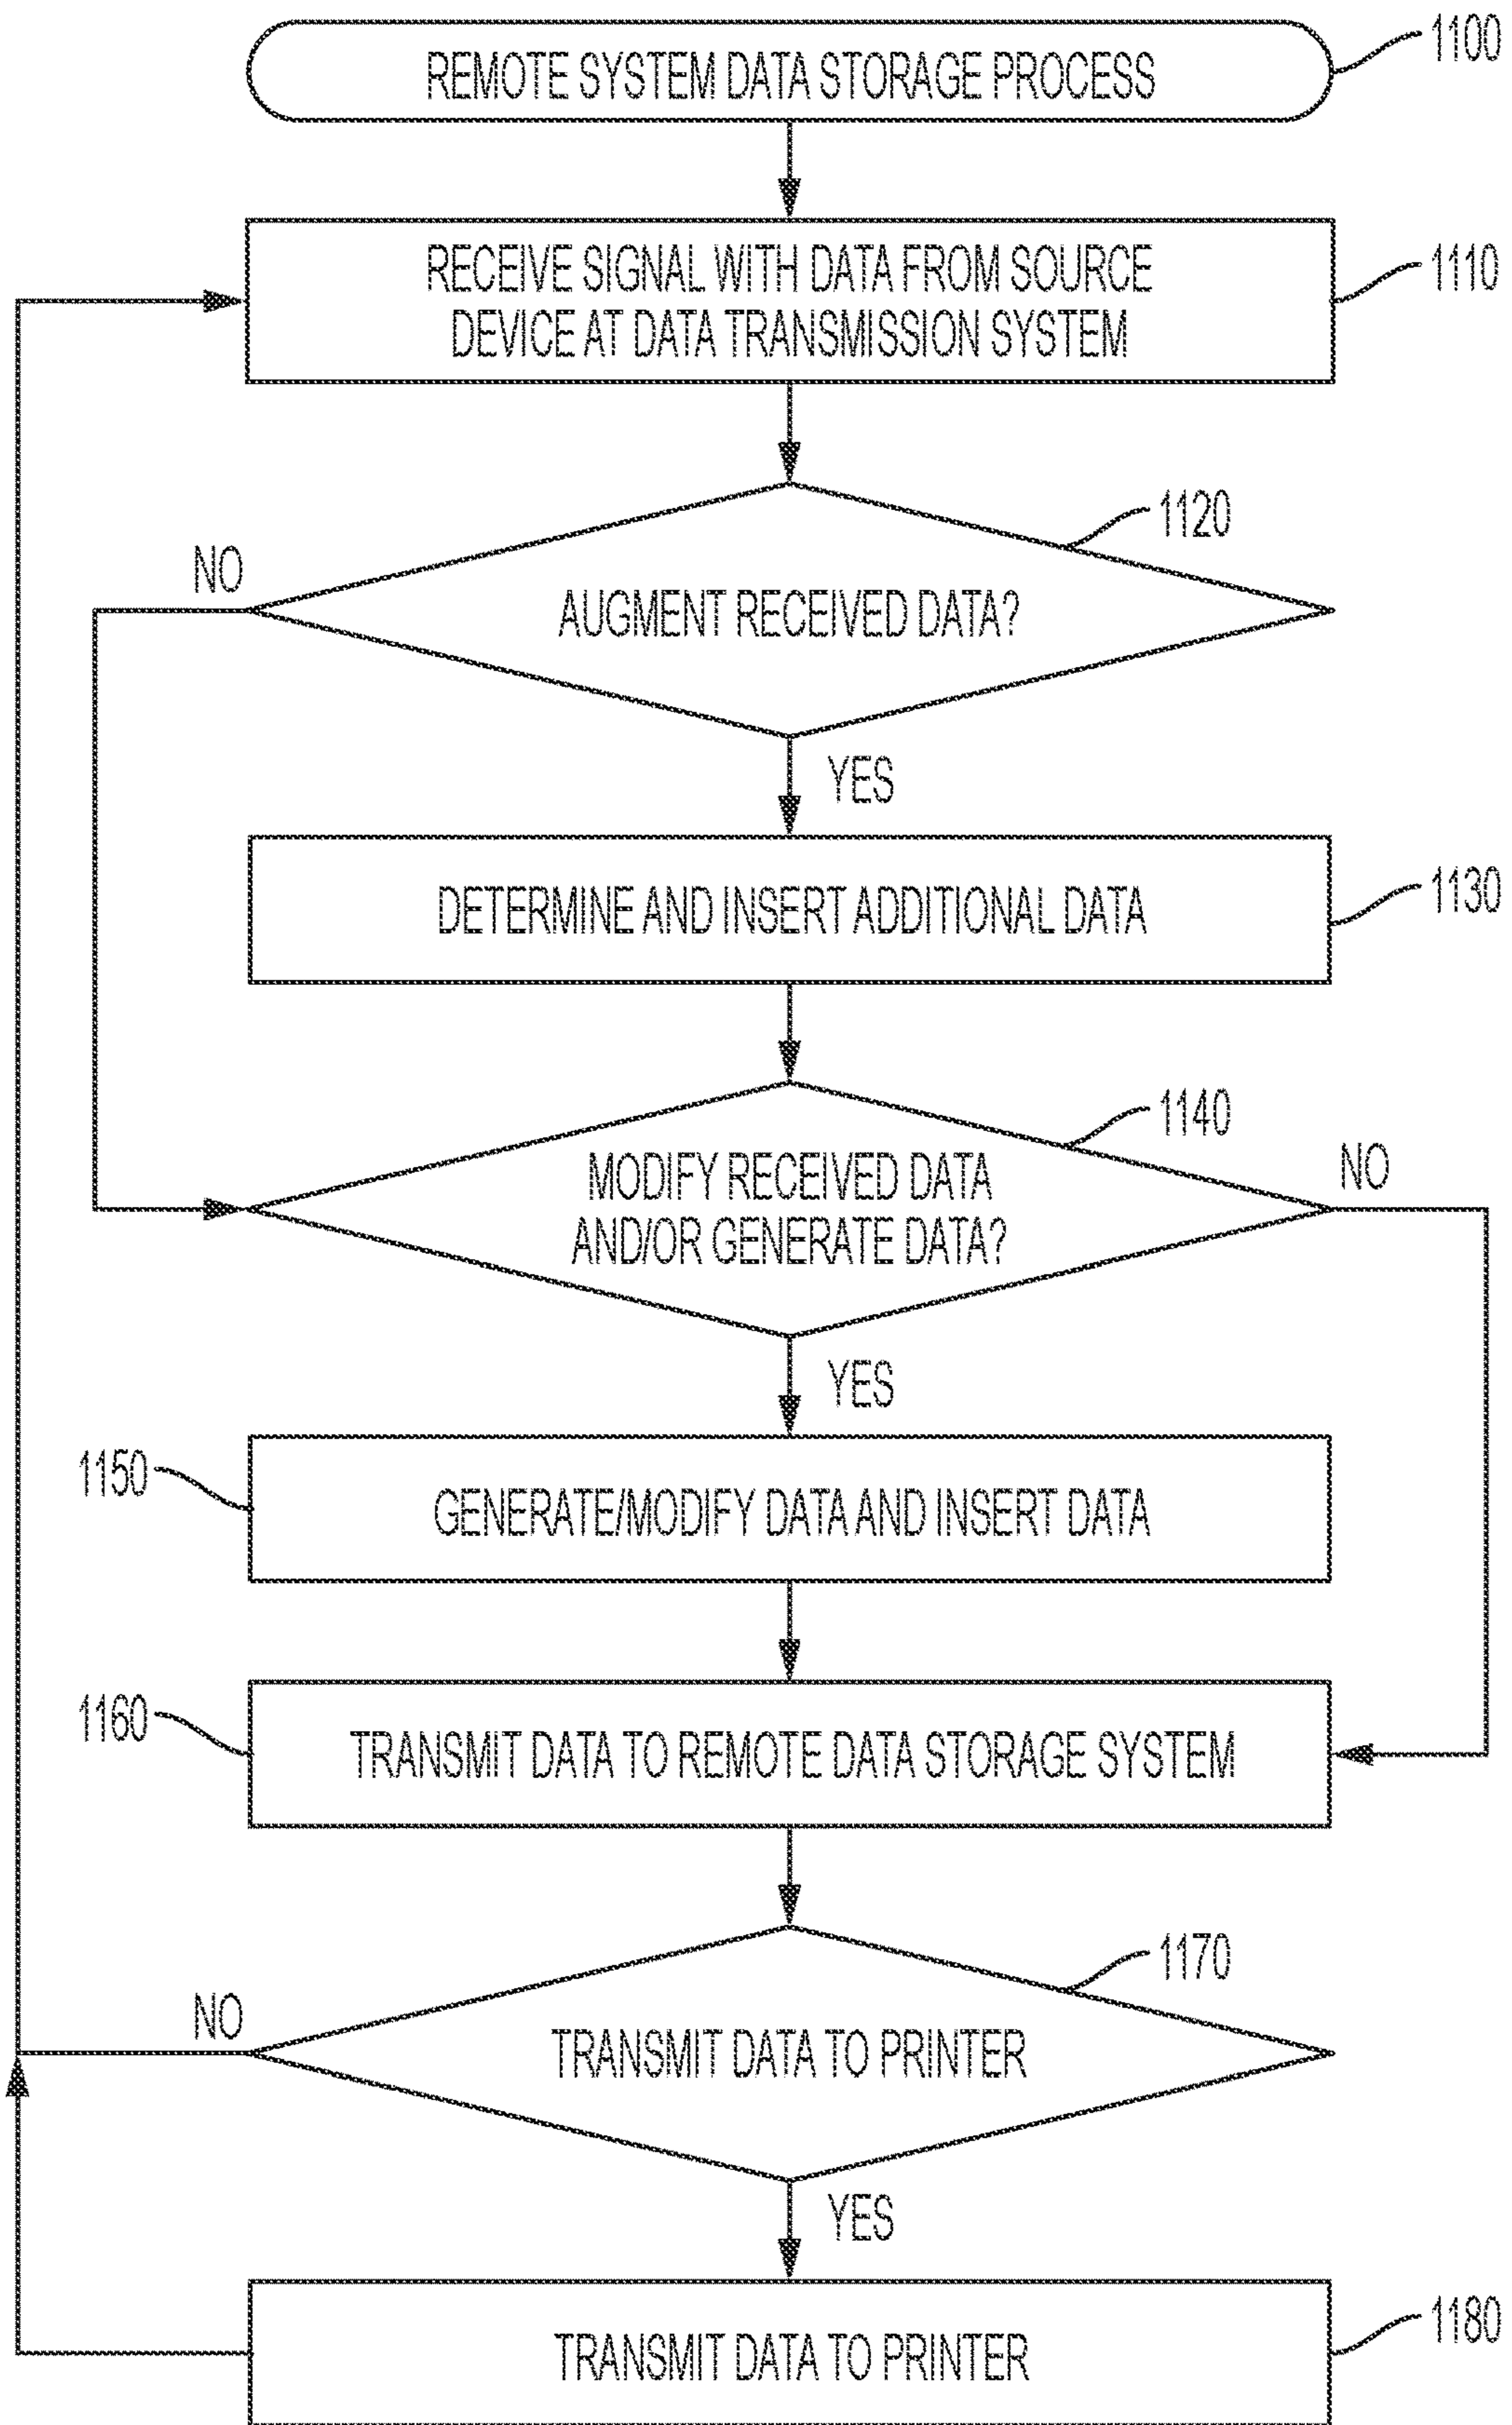 REMOTE SYSTEM DATA STORAGE PROCESS
1100
RECEIVE SIGNAL WITH DATA FROM SOURCE
DEVICE AT DATA TRANSMISSION SYSTEM
1110
1120
NO
AUGMENT RECEIVED DATA?
YES
DETERMINE AND INSERT ADDITIONAL DATA
1130
1140
MODIFY RECEIVED DATA
AND/OR GENERATE DATA?
NO
YES
1150
GENERATE/MODIFY DATA AND INSERT DATA
1160
TRANSMIT DATA TO REMOTE DATA STORAGE SYSTEM
1170
NO
TRANSMIT DATA TO PRINTER
YES
TRANSMIT DATA TO PRINTER
1180